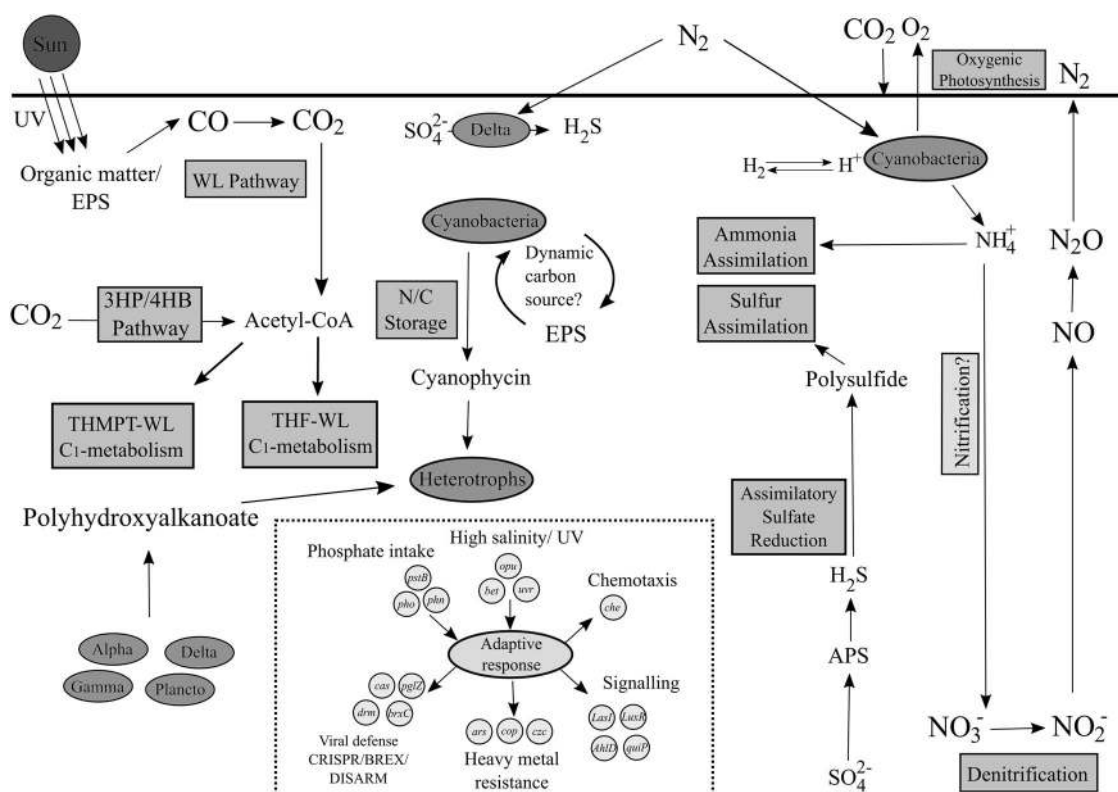 Sun
UV
Organic matter/
EPS
CO
CO2
WL Pathway
CO2
3HP/4HB
Pathway
Acetyl-CoA
THMPT-WL
C1-metabolism
THF-WL
C1-metabolism
Polyhydroxyalkanoate
Alpha
Delta
Gamma
Plancto
N2
SO4 2-
Delta
H2S
Cyanobacteria
Dynamic
carbon
source?
EPS
N/C
Storage
Cyanophycin
Heterotrophs
Phosphate intake
pstB
pho
phn
High salinity/ UV
opu
bet
uvr
Chemotaxis
che
Adaptive
response
cas
pglZ
drm
brxC
Viral defense
CRISPR/BREX/
DISARM
ars
cop
czc
Heavy metal
resistance
Signalling
LasI
LuxR
AhlD
quiP
CO2
O2
Oxygenic
Photosynthesis
N2
H2
H+
Cyanobacteria
NH4+
Ammonia
Assimilation
Sulfur
Assimilation
Polysulfide
Assimilatory
Sulfate
Reduction
H2S
APS
SO4 2-
Nitrification?
N2O
NO
NO3-
NO2-
Denitrification